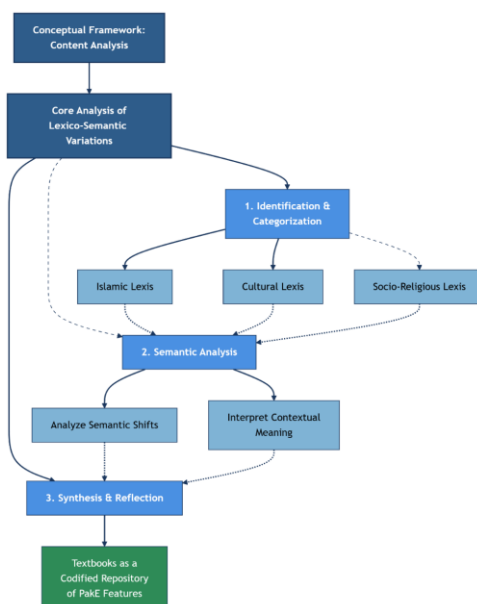 Conceptual Framework:
Content Analysis
Core Analysis of
Lexico-Semantic
Variations
1. Identification &
Categorization
Islamic Lexis
Cultural Lexis
Socio-Religious Lexis
2. Semantic Analysis
Analyze Semantic Shifts
Interpret Contextual
Meaning
3. Synthesis & Reflection
Textbooks as a
Codified Repository
of PakE Features